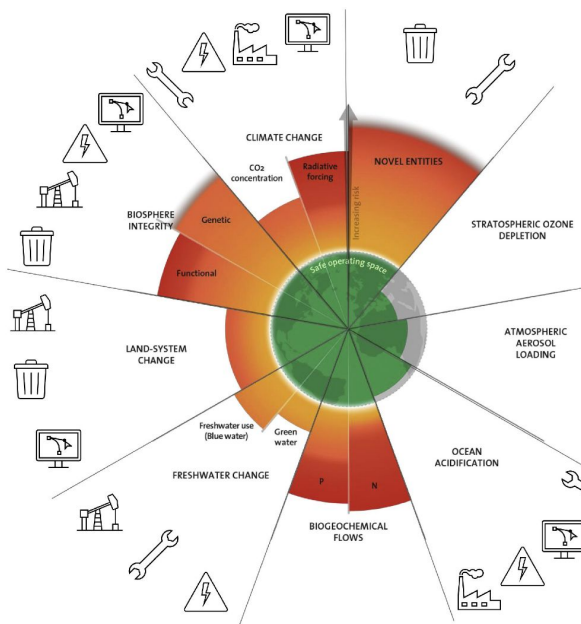 CLIMATE CHANGE
CO₂
concentration
Radiative
forcing
Increasing risk
NOVEL ENTITIES
STRATOSPHERIC OZONE
DEPLETION
BIOSPHERE
INTEGRITY
Genetic
Functional
Safe operating space
ATMOSPHERIC
AEROSOL
LOADING
LAND-SYSTEM
CHANGE
Freshwater use
(Blue water)
Green
water
FRESHWATER CHANGE
P
N
BIOGEOCHEMICAL
FLOWS
OCEAN
ACIDIFICATION